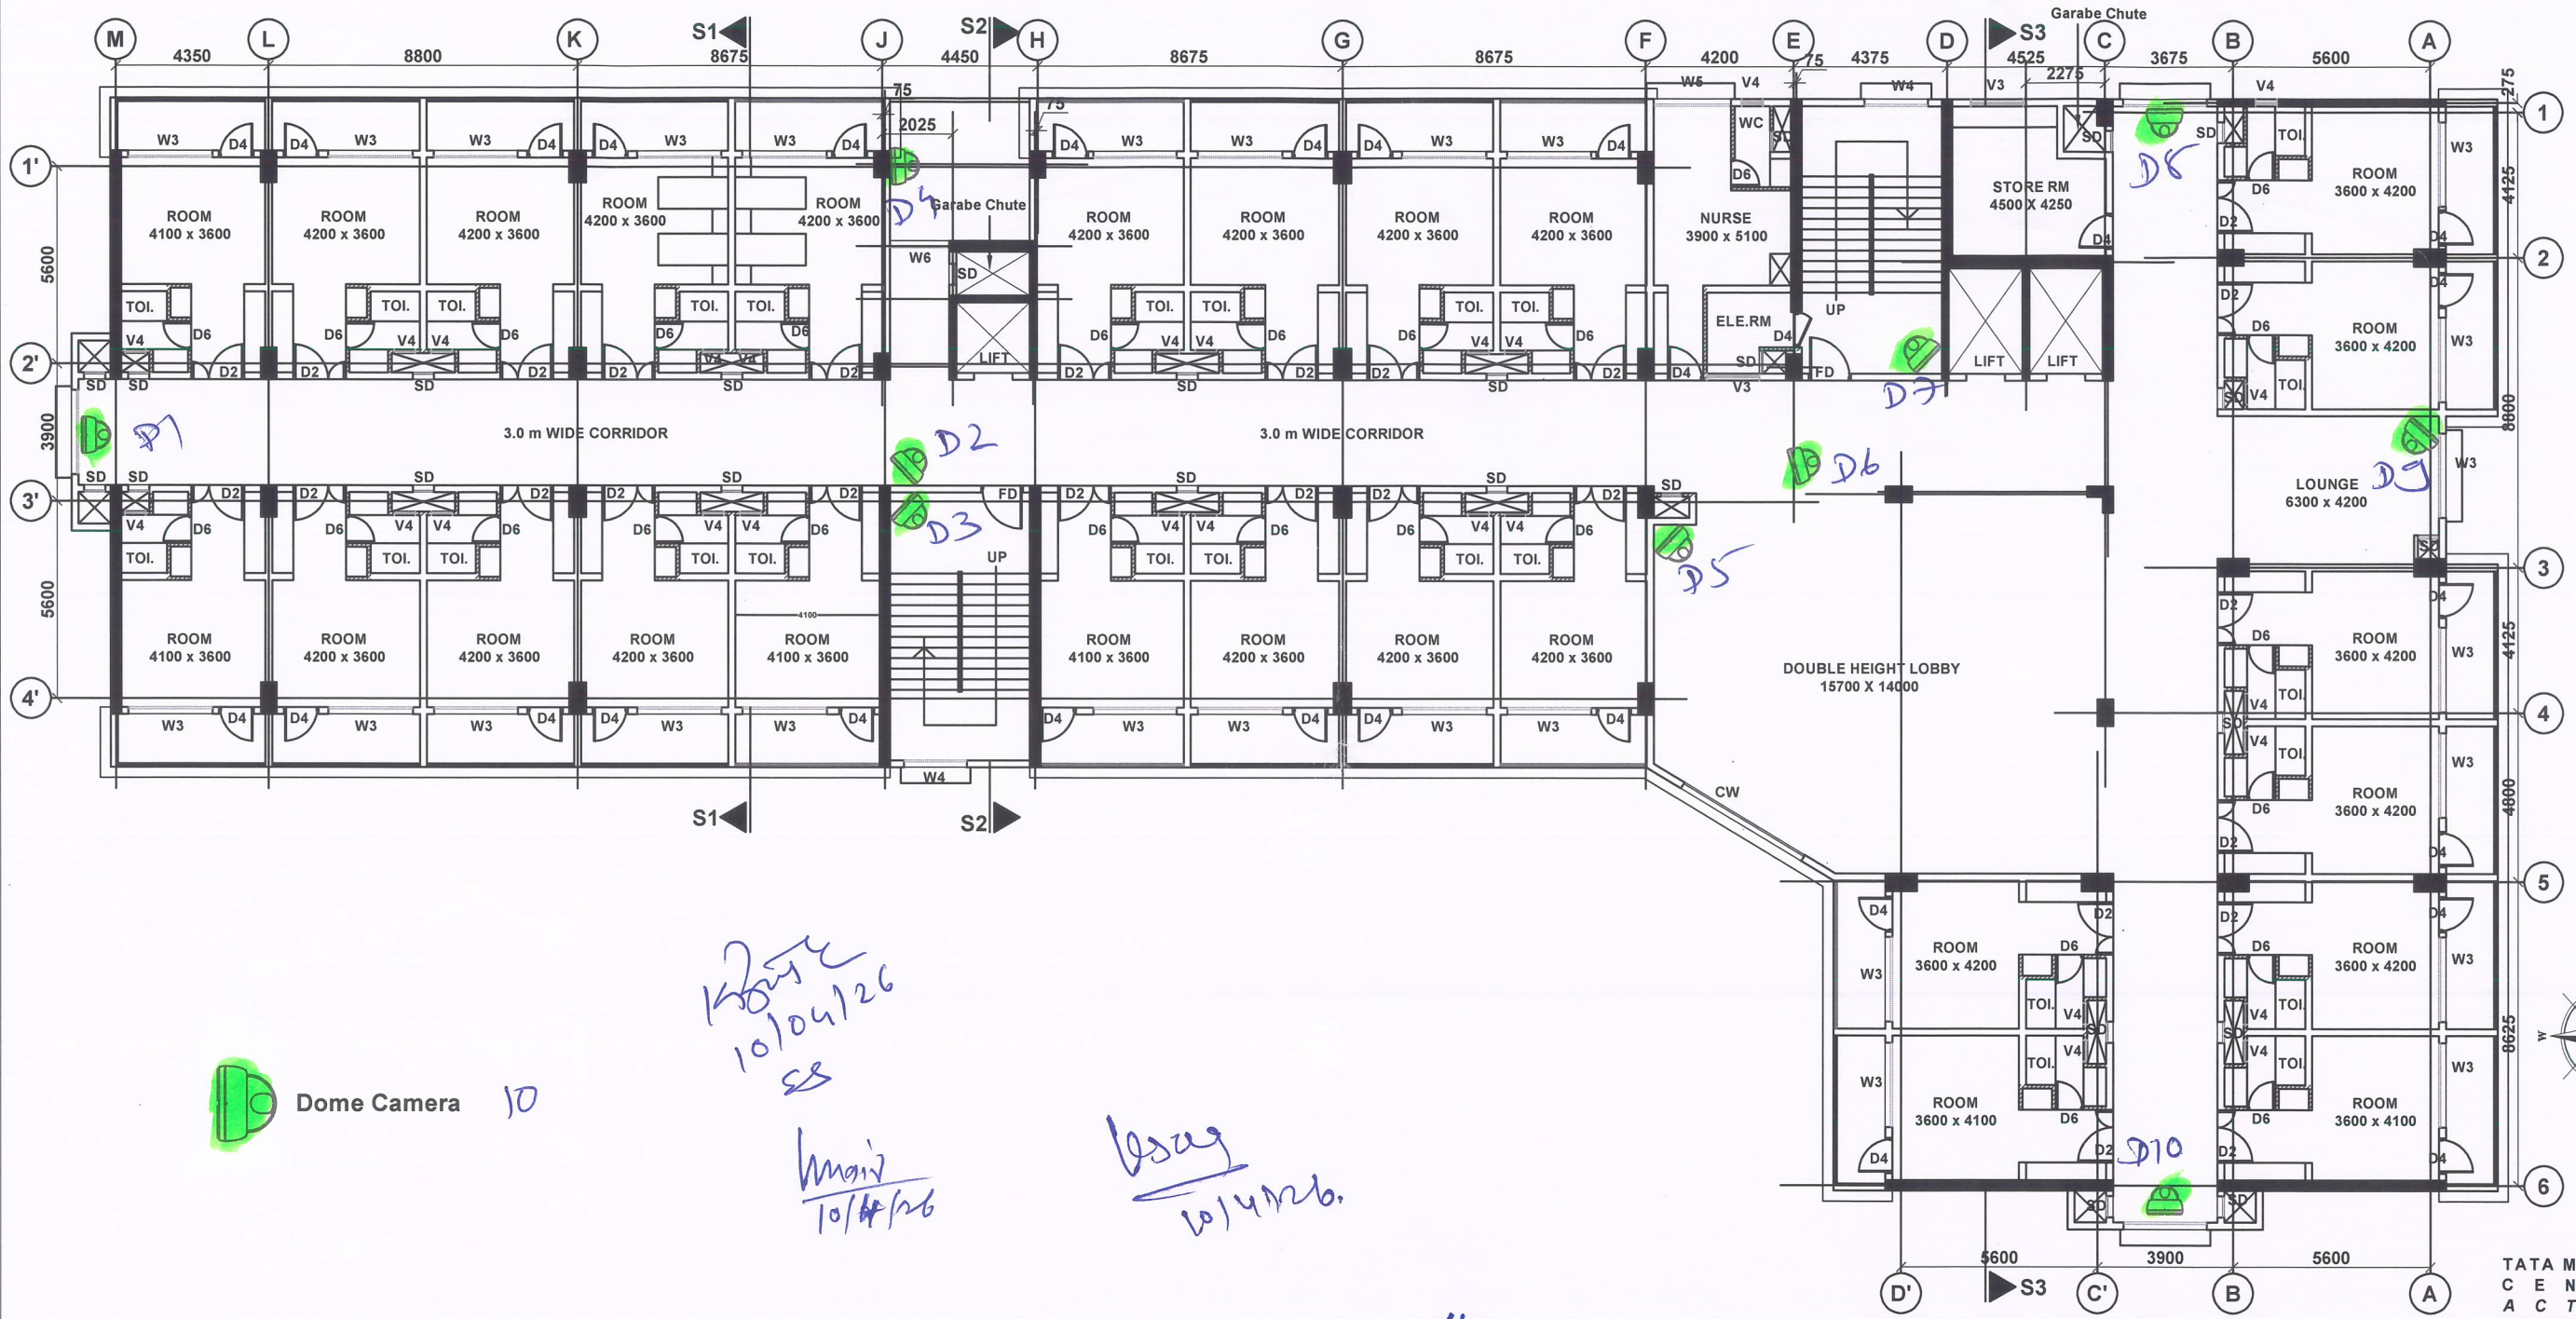 S1 S2 S3 Garabe Chute
M L K J H G F E D C B A
4350 8800 8675 4450 8675 8675 4200 75 4375 4525 3675 5600
2275
75 75 W5 V4 W4 V3 V4 275
2025
W3 D4 D4 W3 W3 D4 D4 W3 W3 D4 D4 W3 W3 D4 D4 W3 W3 D4 WC SD SD D8 SD TOI. W3 1
1' D4 D6
ROOM ROOM ROOM ROOM ROOM Garabe Chute ROOM ROOM ROOM ROOM NURSE STORE RM ROOM
4100 x 3600 4200 x 3600 4200 x 3600 4200 x 3600 4200 x 3600 4200 x 3600 4200 x 3600 4200 x 3600 4200 x 3600 3900 x 5100 4500 X 4250 3600 x 4200
4125
D6 D2 D4 D4
5600 W6 SD 2
TOI. TOI. TOI. TOI. TOI. TOI. TOI. TOI. TOI. UP D2 D4
V4 D6 D6 V4 V4 D6 D6 D6 D6 V4 V4 D6 D6 V4 V4 D6 ELE.RM D4 D6 ROOM W3
3600 x 4200
2' D2 D2 D2 D2 D2 D2 LIFT D2 D2 D2 D2 D4 SD FD LIFT LIFT V4 TOI.
SD SD SD SD SD SD V3 D7 SD
8800
3900 D1 3.0 m WIDE CORRIDOR D2 3.0 m WIDE CORRIDOR D6 D9 W3
SD SD SD SD SD SD SD LOUNGE
6300 x 4200
3' D2 D2 D2 D2 D2 D3 FD D2 D2 D2 D2
V4 D6 D6 V4 V4 D6 D6 V4 V4 D6 D6 V4 V4 D6 D6 V4 V4 D6 D5 SD
TOI. TOI. TOI. TOI. TOI. UP TOI. TOI. TOI. TOI. 3
5600 4100 D2 D4
ROOM ROOM ROOM ROOM ROOM ROOM ROOM ROOM ROOM D6 ROOM W3 4125
4100 x 3600 4200 x 3600 4200 x 3600 4200 x 3600 4100 x 3600 4100 x 3600 4200 x 3600 4200 x 3600 4200 x 3600 3600 x 4200
DOUBLE HEIGHT LOBBY
15700 X 14000
4' V4 TOI. 4
W3 D4 D4 W3 W3 D4 D4 W3 W3 D4 D4 W3 W3 D4 D4 W3 W3 D4 SD
V4 TOI. W3
W4 CW ROOM 4800
3600 x 4200
S1 S2 D6
D2 D4
5
D4 D2 D2 D4
ROOM D6 D6 ROOM W3
3600 x 4200 3600 x 4200
W3
TOI. V4 V4 TOI.
SD SD 8625
10/04/26 TOI. V4 V4 TOI. W
SS W3 W3
Dome Camera 10 ROOM ROOM
3600 x 4100 3600 x 4100
D6 D6
D4 D2 D10 D2 D4
10/4/26 6
SD SD
5600 3900 5600
TATA M
S3 C E N
D' C' B A A C T